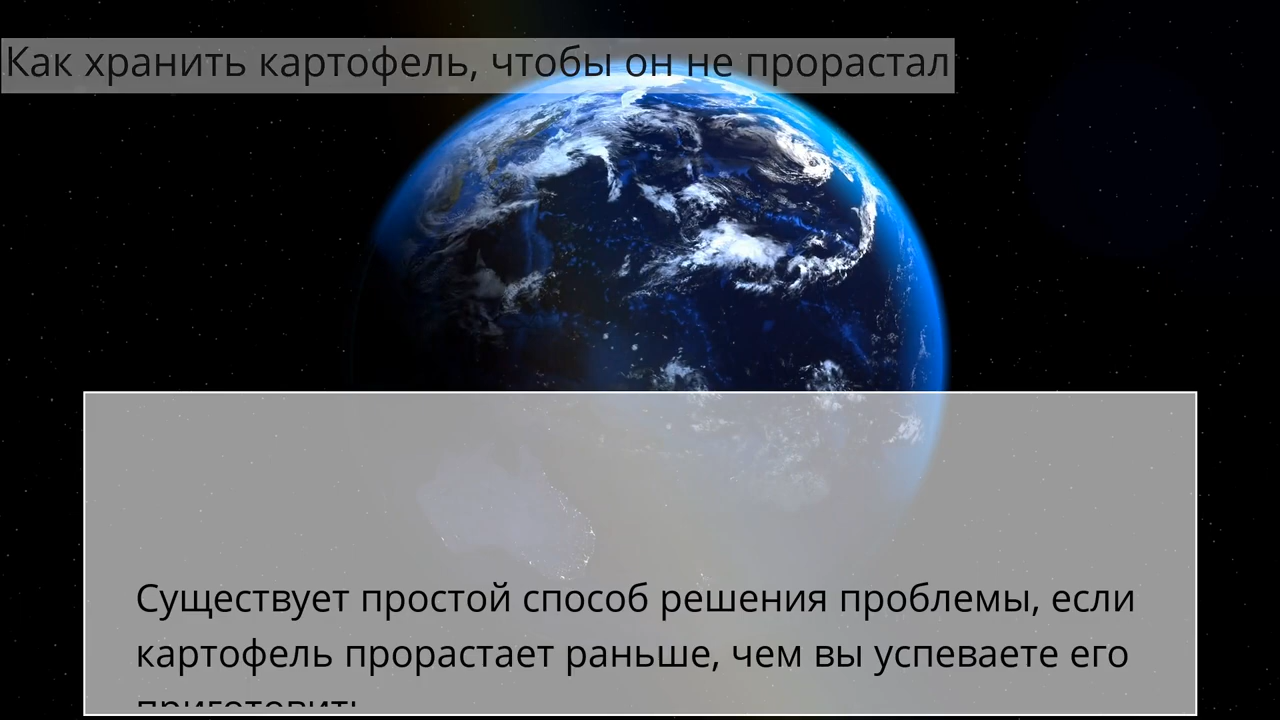 Как хранить картофель, чтобы он не прорастал
Существует простой способ решения проблемы, если
картофель прорастает раньше, чем вы успеваете его
приготовить